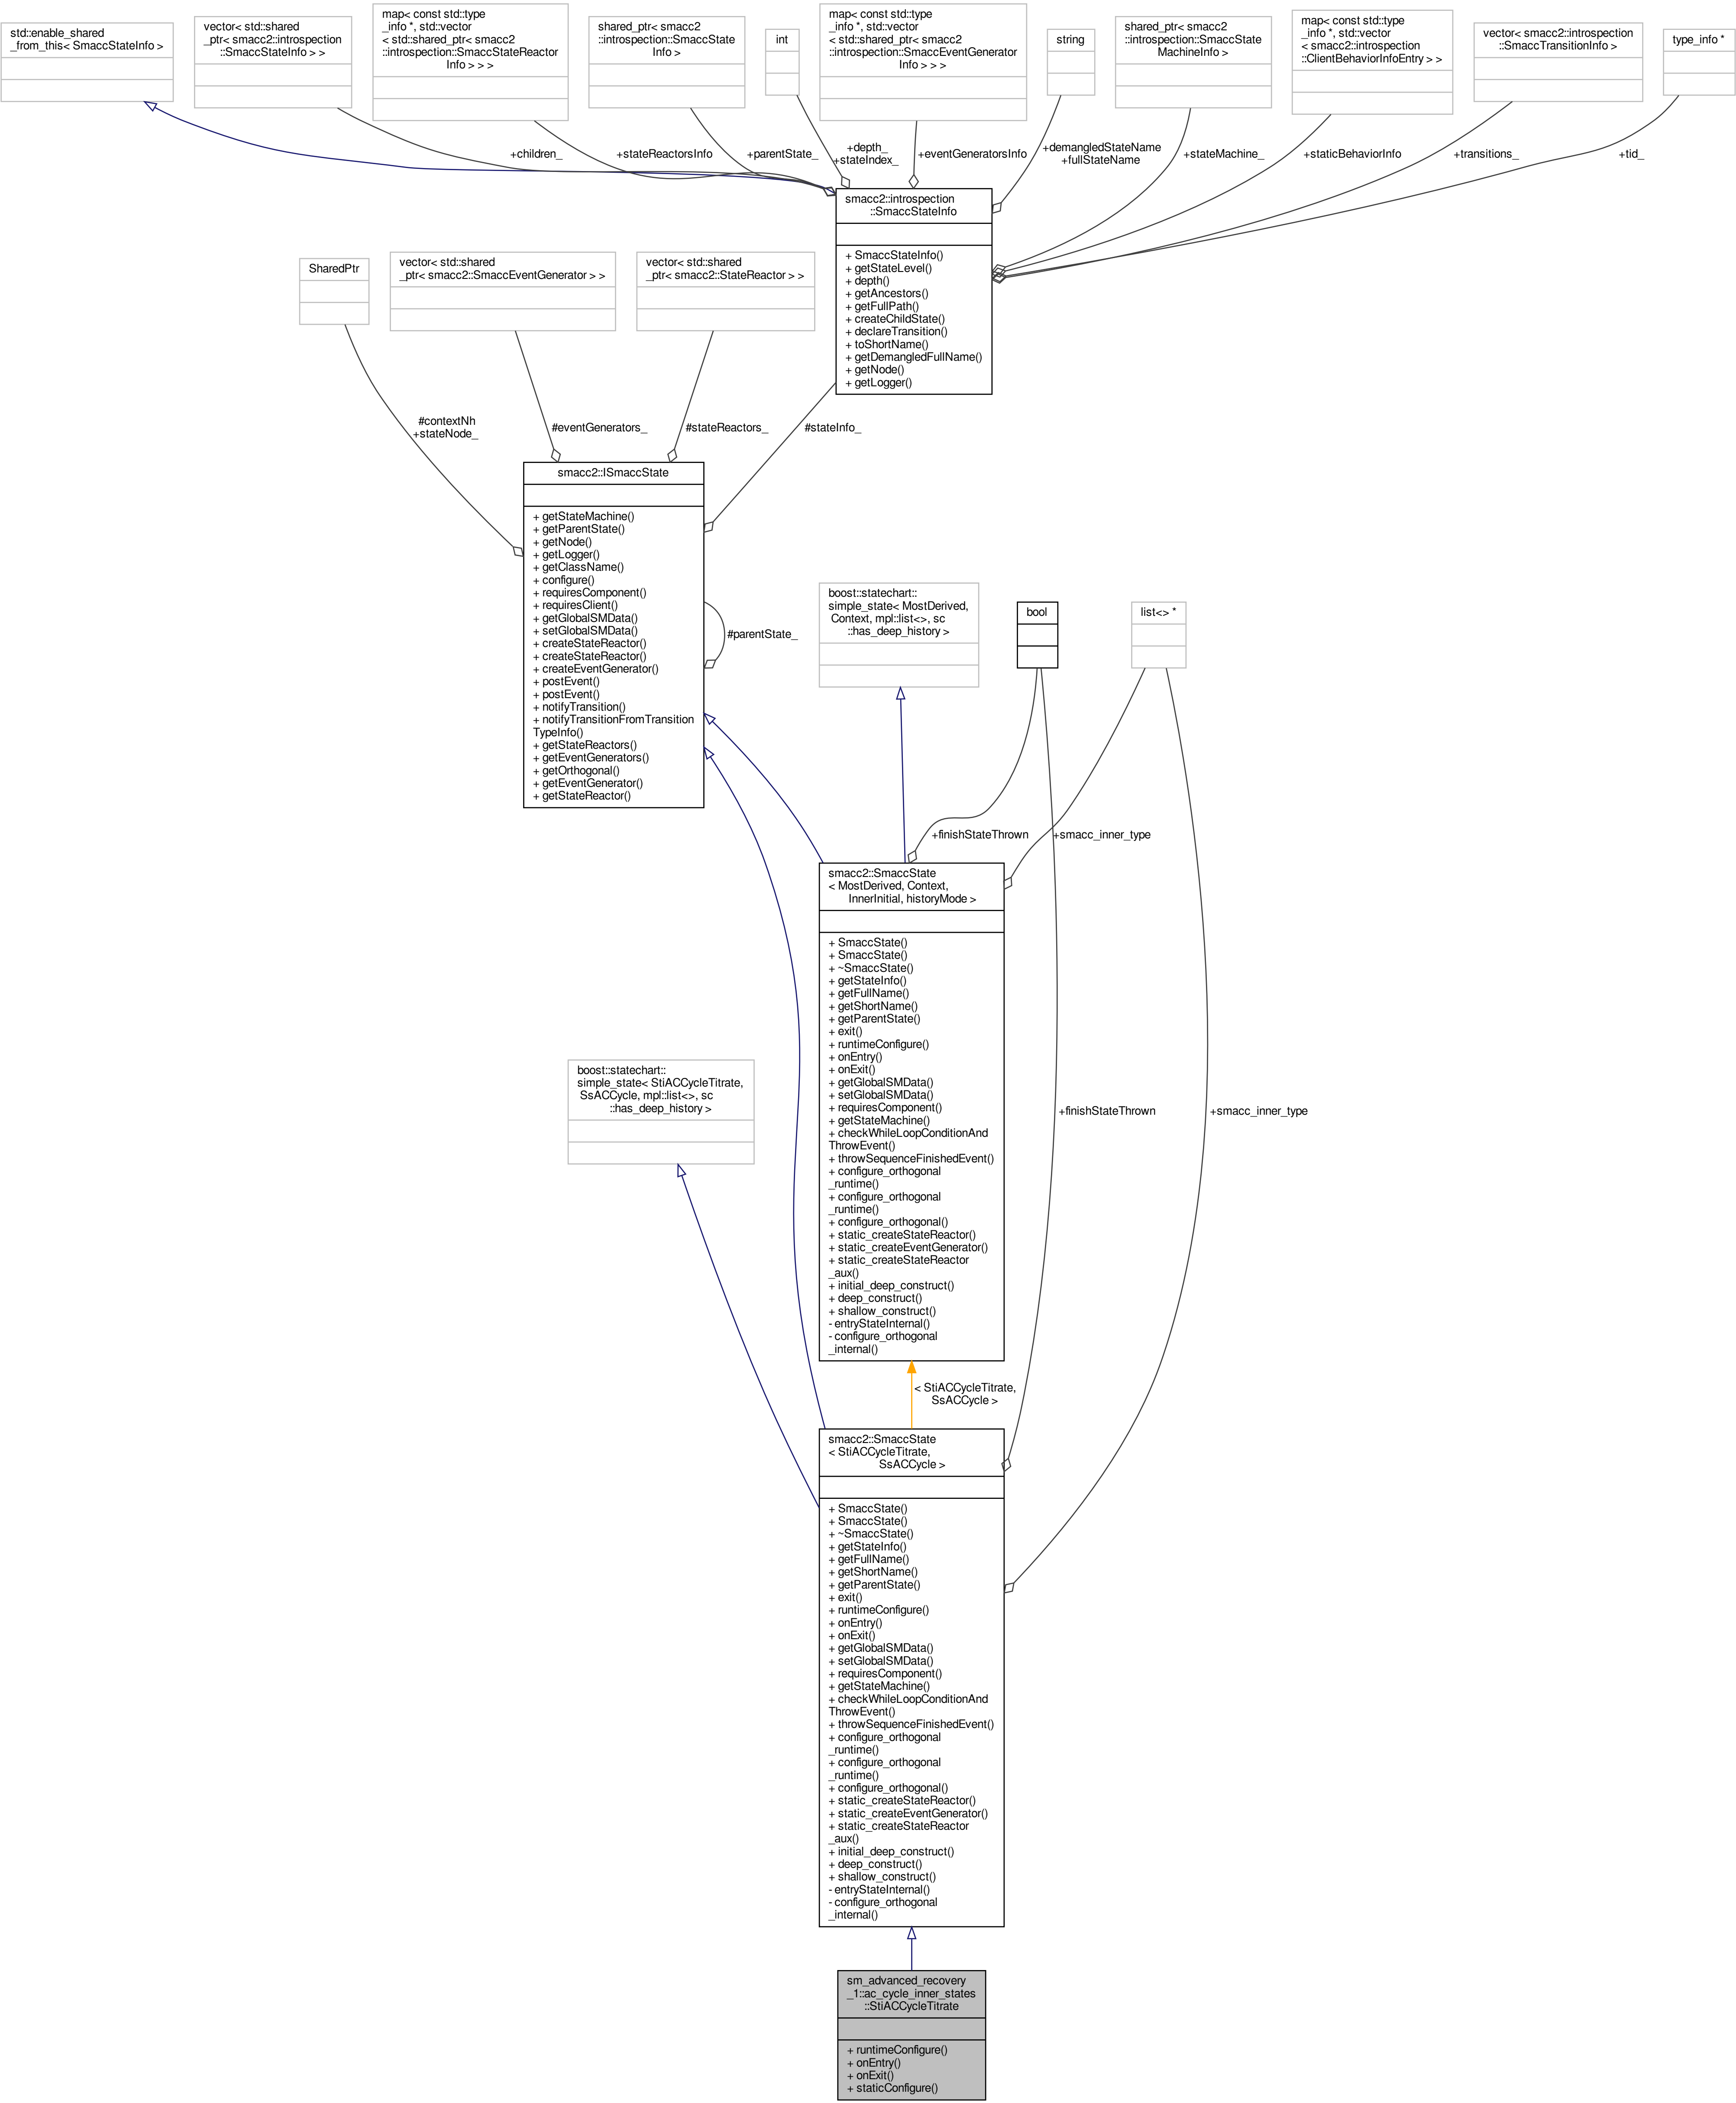 std::enable_shared
_from_this< SmaccStateInfo >
vector< std::shared
_ptr< smacc2::introspection
::SmaccStateInfo > >
map< const std::type
_info *, std::vector
< std::shared_ptr< smacc2
::introspection::SmaccStateReactor
Info > > >
shared_ptr< smacc2
::introspection::SmaccState
Info >
int
map< const std::type
_info *, std::vector
< std::shared_ptr< smacc2
::introspection::SmaccEventGenerator
Info > > >
string
shared_ptr< smacc2
::introspection::SmaccState
MachineInfo >
map< const std::type
_info *, std::vector
< smacc2::introspection
::ClientBehaviorInfoEntry > >
vector< smacc2::introspection
::SmaccTransitionInfo >
type_info *
+children_
+stateReactorsInfo
+parentState_
+depth_
+stateIndex_
+eventGeneratorsInfo
+demangledStateName
+fullStateName
+stateMachine_
+staticBehaviorInfo
+transitions_
+tid_
smacc2::introspection
::SmaccStateInfo
+ SmaccStateInfo()
+ getStateLevel()
+ depth()
+ getAncestors()
+ getFullPath()
+ createChildState()
+ declareTransition()
+ toShortName()
+ getDemangledFullName()
+ getNode()
+ getLogger()
SharedPtr
vector< std::shared
_ptr< smacc2::SmaccEventGenerator > >
vector< std::shared
_ptr< smacc2::StateReactor > >
#contextNh
+stateNode_
#eventGenerators_
#stateReactors_
#stateInfo_
smacc2::ISmaccState
+ getStateMachine()
+ getParentState()
+ getNode()
+ getLogger()
+ getClassName()
+ configure()
+ requiresComponent()
+ requiresClient()
+ getGlobalSMData()
+ setGlobalSMData()
+ createStateReactor()
+ createStateReactor()
+ createEventGenerator()
+ postEvent()
+ postEvent()
+ notifyTransition()
+ notifyTransitionFromTransition
TypeInfo()
+ getStateReactors()
+ getEventGenerators()
+ getOrthogonal()
+ getEventGenerator()
+ getStateReactor()
#parentState_
boost::statechart::
simple_state< MostDerived,
Context, mpl::list<>, sc
::has_deep_history >
bool
list<> *
+finishStateThrown
+smacc_inner_type
smacc2::SmaccState
< MostDerived, Context,
InnerInitial, historyMode >
+ SmaccState()
+ SmaccState()
+ ~SmaccState()
+ getStateInfo()
+ getFullName()
+ getShortName()
+ getParentState()
+ exit()
+ runtimeConfigure()
+ onEntry()
+ onExit()
+ getGlobalSMData()
+ setGlobalSMData()
+ requiresComponent()
+ getStateMachine()
+ checkWhileLoopConditionAnd
ThrowEvent()
+ throwSequenceFinishedEvent()
+ configure_orthogonal
_runtime()
+ configure_orthogonal
_runtime()
+ configure_orthogonal()
+ static_createStateReactor()
+ static_createEventGenerator()
+ static_createStateReactor
_aux()
+ initial_deep_construct()
+ deep_construct()
+ shallow_construct()
- entryStateInternal()
- configure_orthogonal
_internal()
boost::statechart::
simple_state< StiACCycleTitrate,
SsACCycle, mpl::list<>, sc
::has_deep_history >
+finishStateThrown
+smacc_inner_type
< StiACCycleTitrate,
SsACCycle >
smacc2::SmaccState
< StiACCycleTitrate,
SsACCycle >
+ SmaccState()
+ SmaccState()
+ ~SmaccState()
+ getStateInfo()
+ getFullName()
+ getShortName()
+ getParentState()
+ exit()
+ runtimeConfigure()
+ onEntry()
+ onExit()
+ getGlobalSMData()
+ setGlobalSMData()
+ requiresComponent()
+ getStateMachine()
+ checkWhileLoopConditionAnd
ThrowEvent()
+ throwSequenceFinishedEvent()
+ configure_orthogonal
_runtime()
+ configure_orthogonal
_runtime()
+ configure_orthogonal()
+ static_createStateReactor()
+ static_createEventGenerator()
+ static_createStateReactor
_aux()
+ initial_deep_construct()
+ deep_construct()
+ shallow_construct()
- entryStateInternal()
- configure_orthogonal
_internal()
sm_advanced_recovery
_1::ac_cycle_inner_states
::StiACCycleTitrate
+ runtimeConfigure()
+ onEntry()
+ onExit()
+ staticConfigure()